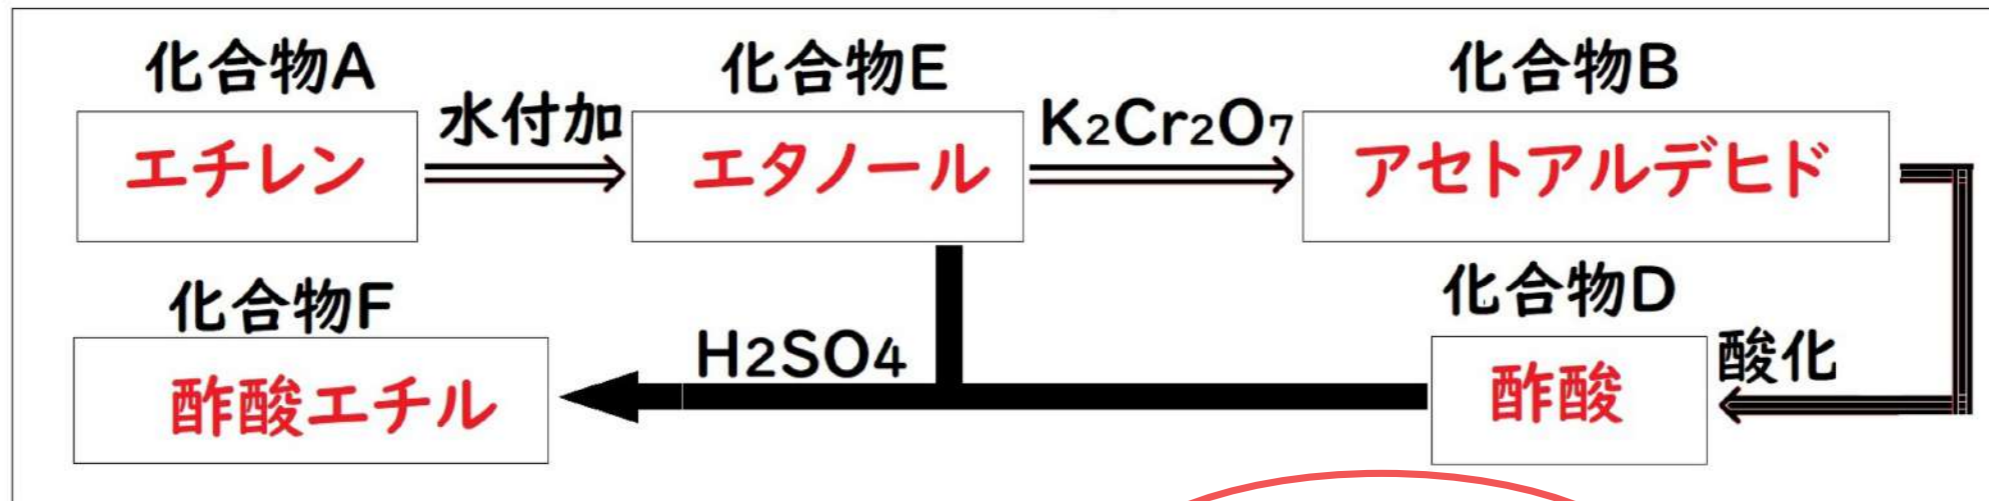 化合物A
エチレン
水付加
化合物E
エタノール
K2Cr2O7
化合物B
アセトアルデヒド
酸化
化合物D
酢酸
H2SO4
化合物F
酢酸エチル